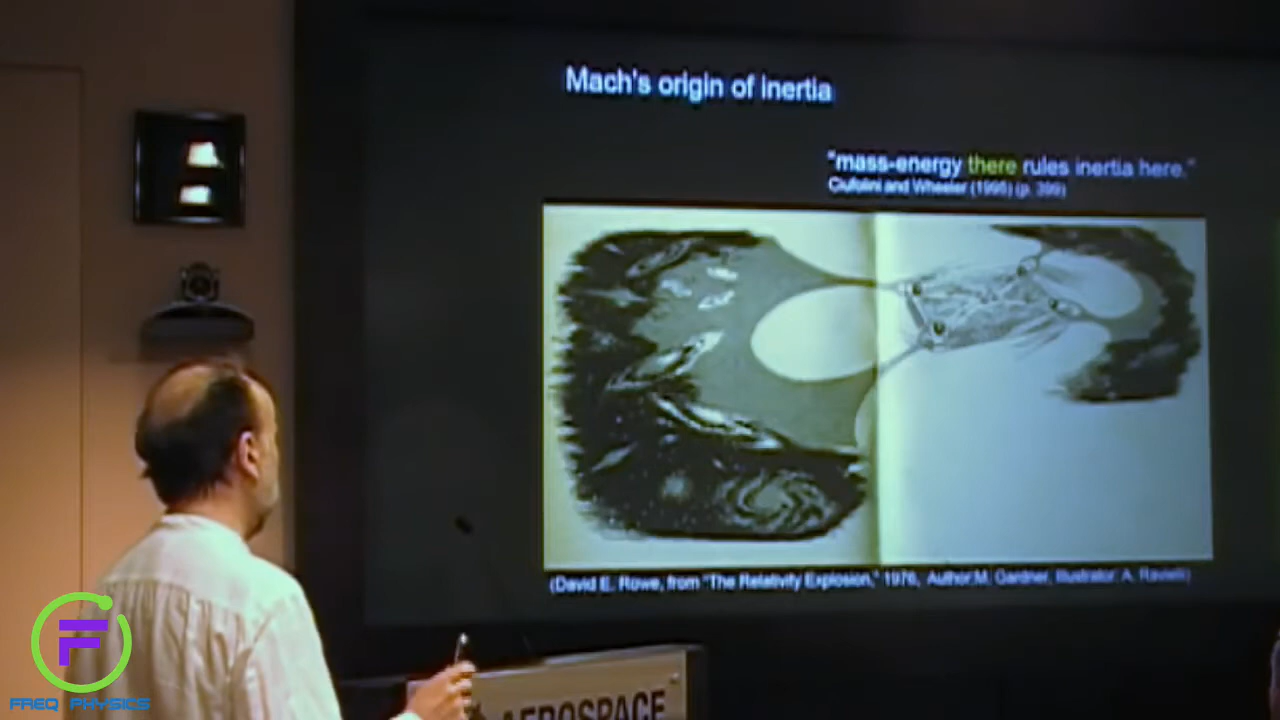 Mach's origin of inertia
"mass-energy there rules inertia here."
Ciufolini and Wheeler (1995) (p. 399)
(David E. Rowe, from "The Relativity Explosion," 1976, Author:M. Gardner, Illustrator: A. Ravielli)
AEROSPACE
F
FREQ PHYSICS